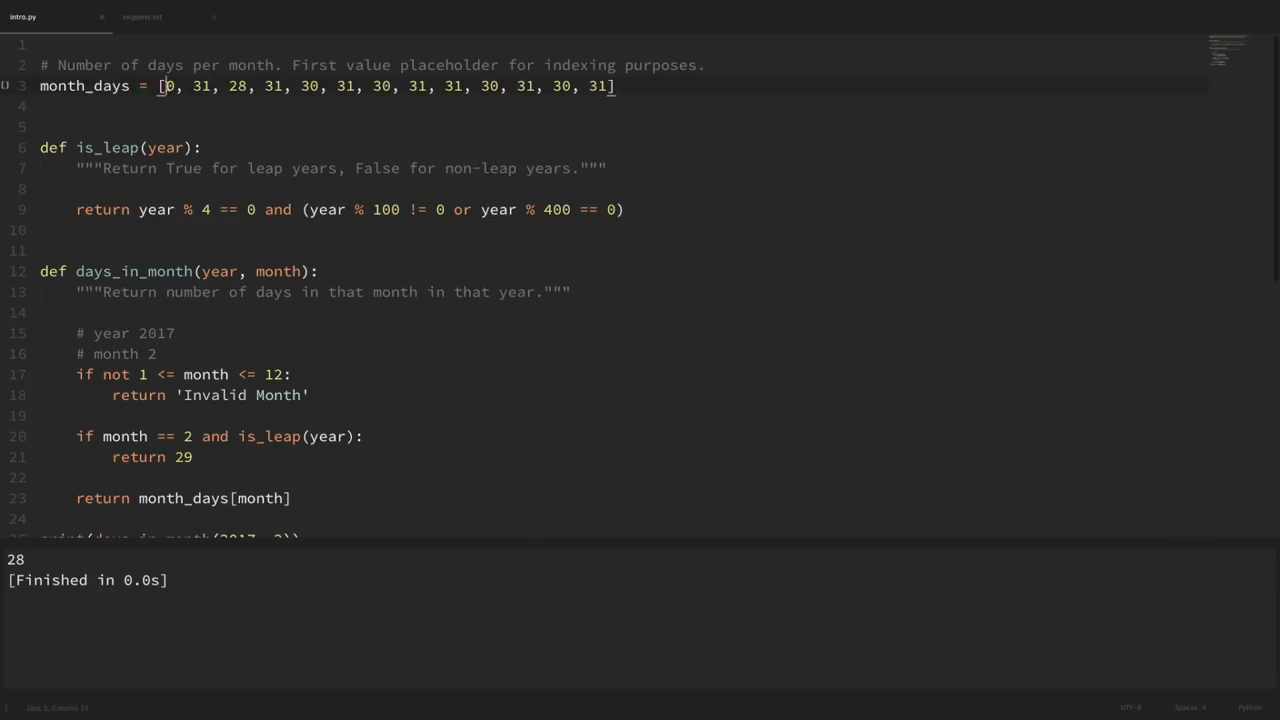 intro.py
snippets.txt
1
2 # Number of days per month. First value placeholder for indexing purposes.
3 month_days = [0, 31, 28, 31, 30, 31, 30, 31, 31, 30, 31, 30, 31]
4
5
6 def is_leap(year):
7 """Return True for leap years, False for non-leap years."""
8
9 return year % 4 == 0 and (year % 100 != 0 or year % 400 == 0)
10
11
12 def days_in_month(year, month):
13 """Return number of days in that month in that year."""
14
15 # year 2017
16 # month 2
17 if not 1 <= month <= 12:
18 return 'Invalid Month'
19
20 if month == 2 and is_leap(year):
21 return 29
22
23 return month_days[month]
24
25 print(days_in_month(2017, 2))
28
[Finished in 0.0s]
Line 3, Column 15
UTF-8
Spaces: 4
Python